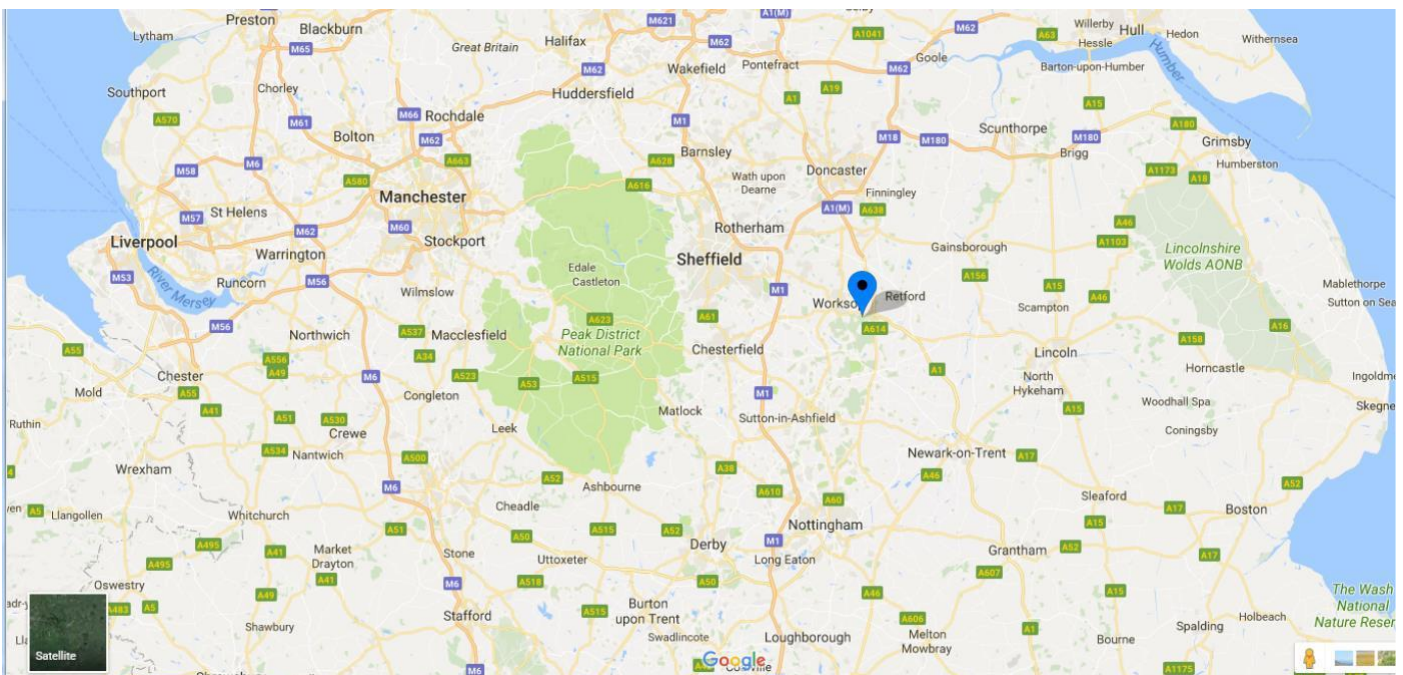 Preston
M621
A1(M)
Lytham
Blackburn
M65
Great Britain
Halifax
M62
A1041
M62
A63
Willerby
Hull
Hessle
Hedon
Withernsea
M62
Wakefield
Pontefract
M62
Goole
Barton-upon-Humber
Humber
Southport
Chorley
Huddersfield
A1
A19
A15
A570
M61
M66
Rochdale
M1
Scunthorpe
A180
Bolton
M62
M18
M180
M180
Brigg
Grimsby
M58
M6
A663
A628
Barnsley
Doncaster
A1173
A18
Humberston
A580
Manchester
A616
Wath upon
Dearne
Finningley
M57
St Helens
M62
M60
Rotherham
A1(M)
A638
A46
Liverpool
Warrington
Stockport
Sheffield
Gainsborough
A1103
Lincolnshire
Wolds AONB
M53
River Mersey
Runcorn
M56
Wilmslow
Edale
Castleton
M1
Retford
A156
A15
A46
Scampton
Mablethorpe
Sutton on Sea
M56
Northwich
A537
Macclesfield
A623
Peak District
National Park
A61
A614
A16
A55
A556
A49
A34
Chesterfield
Lincoln
A158
Mold
Chester
A55
M6
A523
A53
A515
M1
A1
North
Hykeham
Horncastle
Ruthin
A41
A51
A530
Congleton
Matlock
Sutton-in-Ashfield
A15
Woodhall Spa
Crewe
Leek
Coningsby
A534
Nantwich
A500
Newark-on-Trent
A17
Wrexham
M6
A52
A38
A46
A52
Ashbourne
A610
A60
Sleaford
A5
Llangollen
Whitchurch
Cheadle
A17
Boston
A51
A50
A515
A52
Nottingham
A15
A495
A495
A41
Market
Drayton
Stone
Uttoxeter
Derby
M1
Long Eaton
Grantham
A52
A17
Oswestry
A41
M6
A518
A50
A607
A483
A5
A49
A46
A15
The Wash
National
Nature Reser
Shawbury
Stafford
A515
Burton
upon Trent
A606
A1
Holbeach
Swadlincote
Loughborough
Melton
Mowbray
Bourne
Spalding
Satellite
M6
Google
A1175